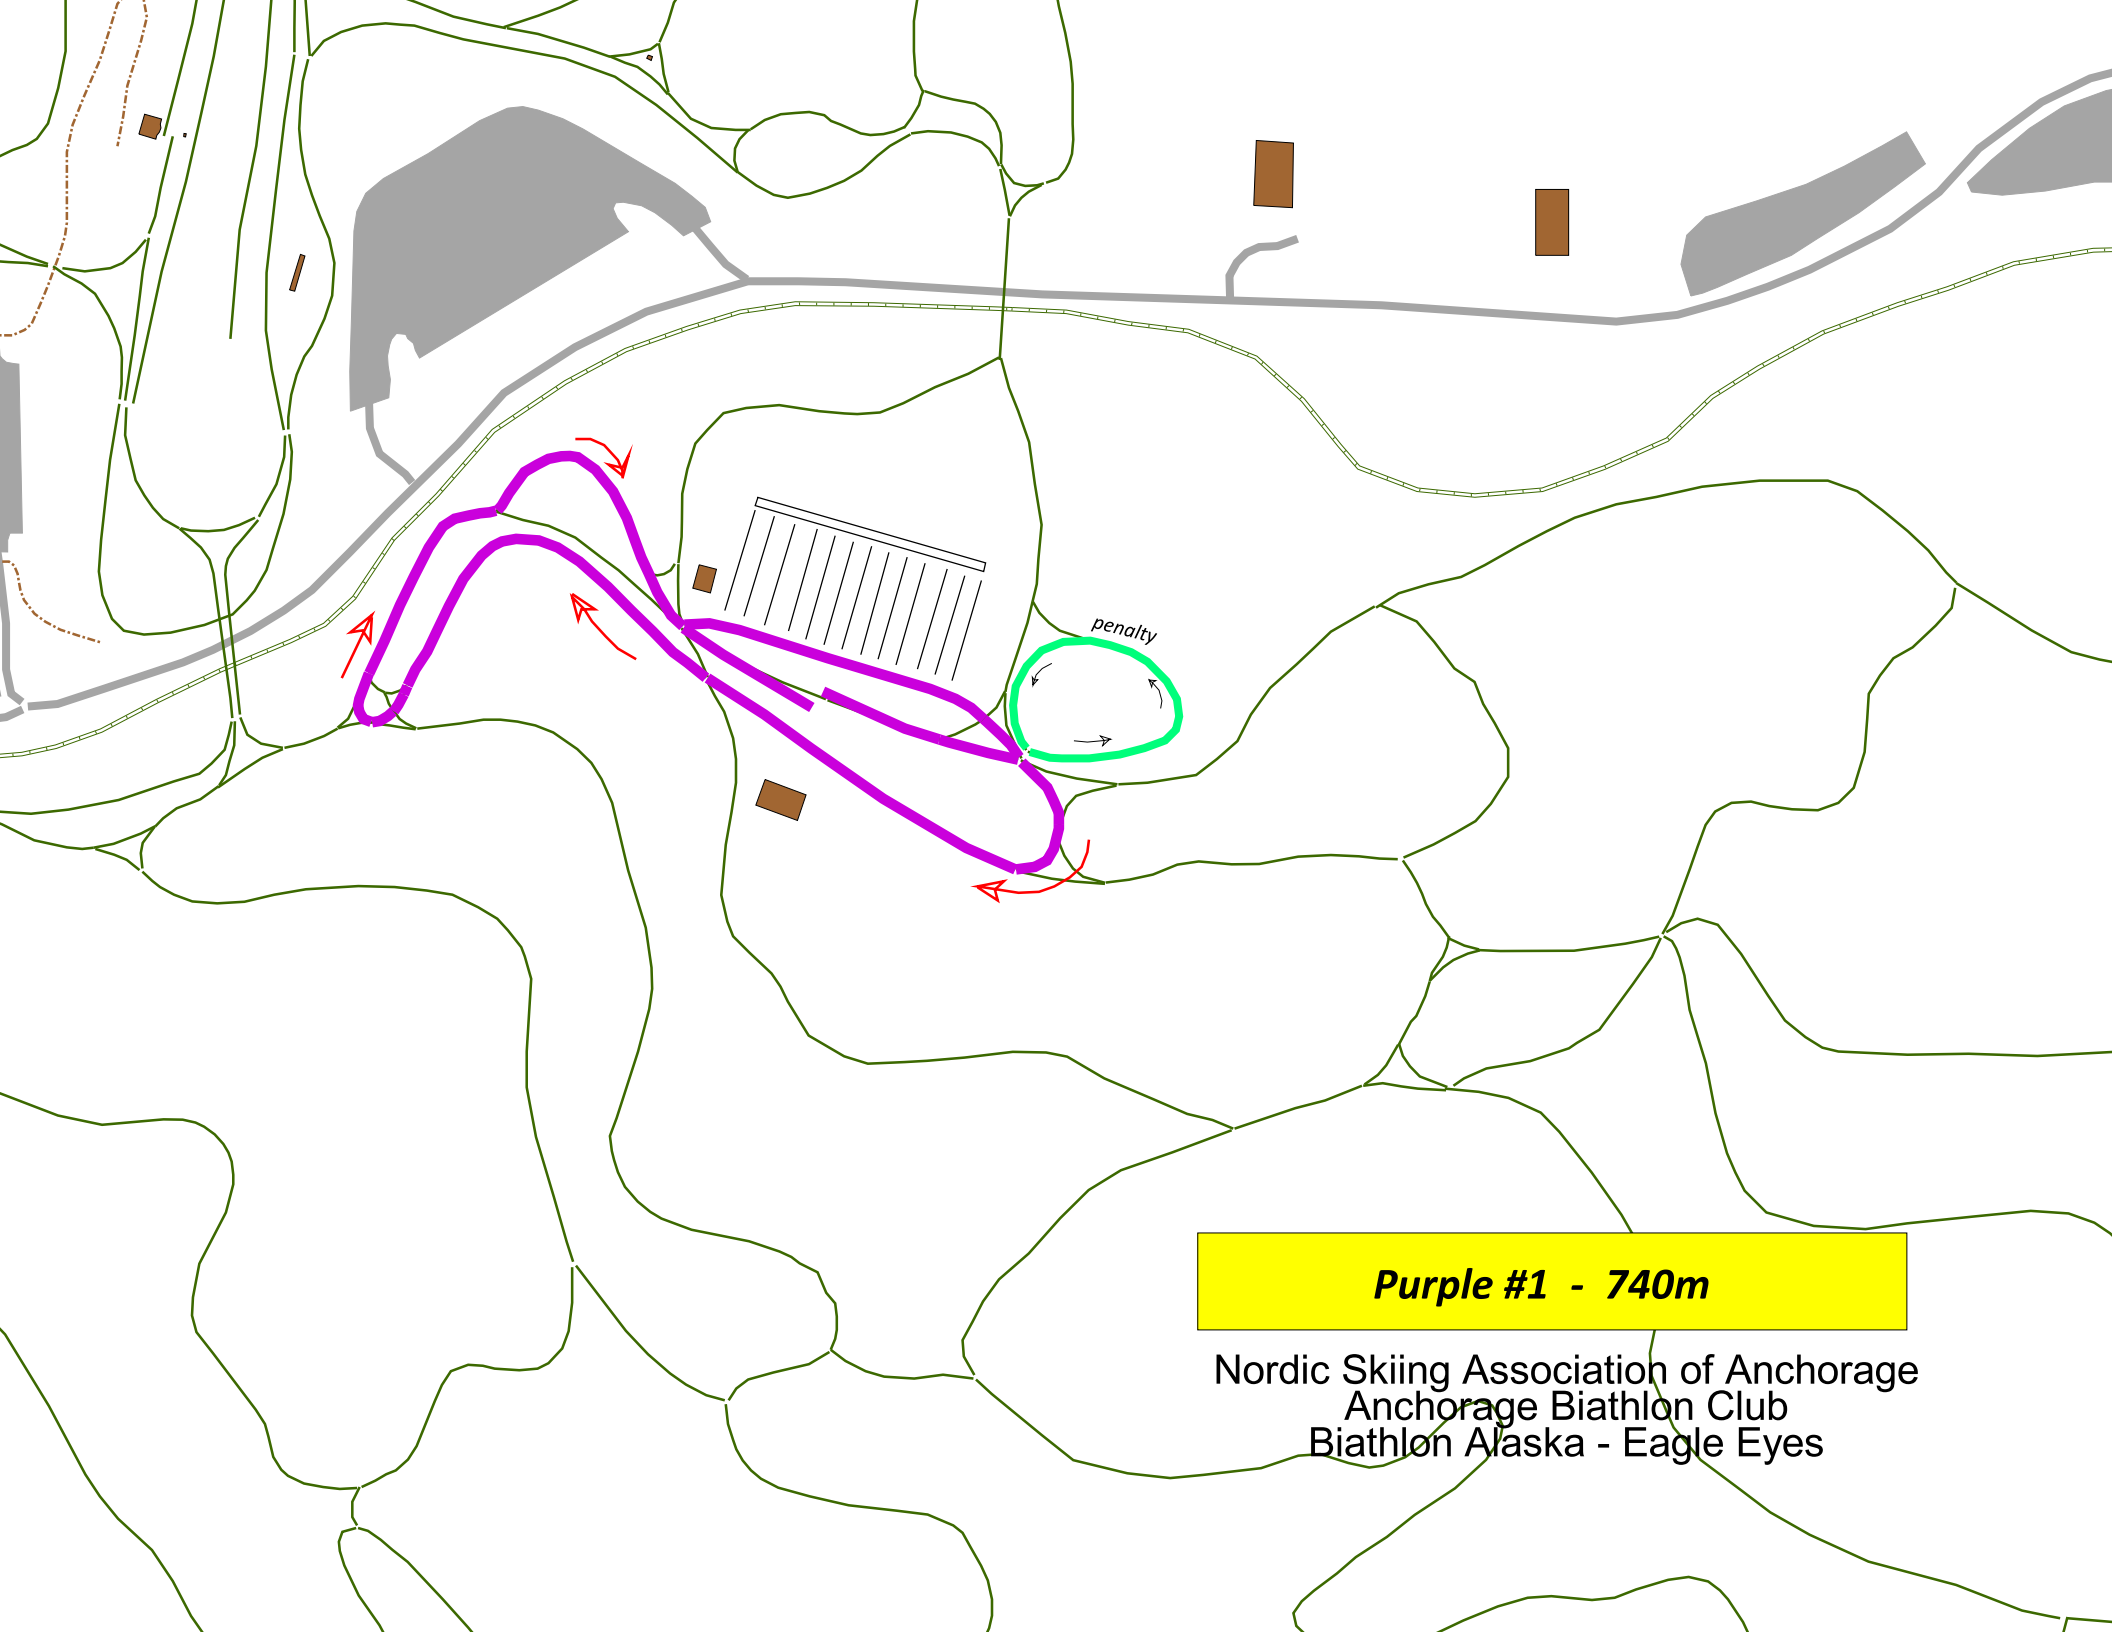 penalty
Purple #1 - 740m
Nordic Skiing Association of Anchorage
Anchorage Biathlon Club
Biathlon Alaska - Eagle Eyes